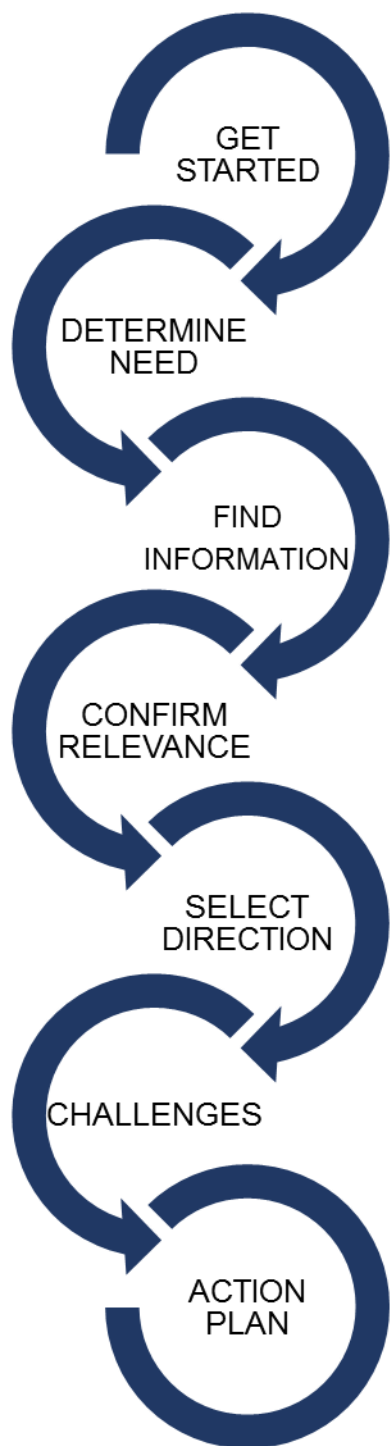 GET
STARTED
DETERMINE
NEED
FIND
INFORMATION
CONFIRM
RELEVANCE
SELECT
DIRECTION
CHALLENGES
ACTION
PLAN